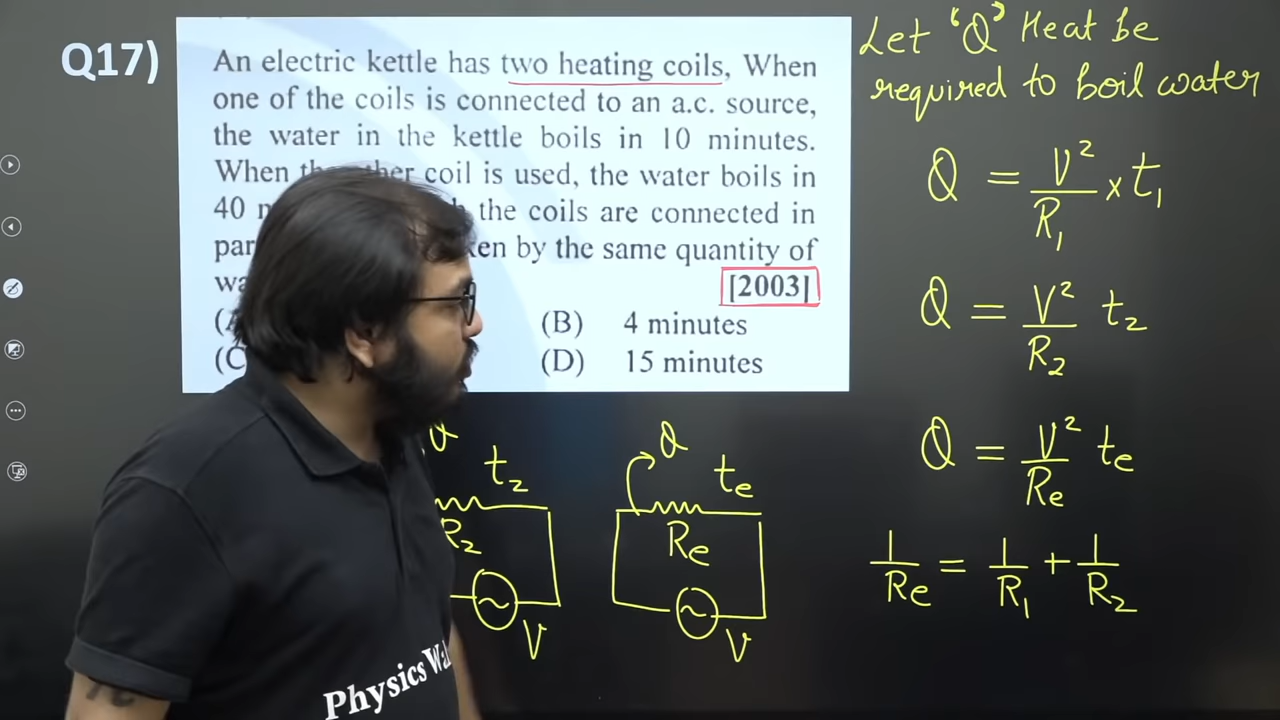 Q17)
An electric kettle has two heating coils, When
one of the coils is connected to an a.c. source,
the water in the kettle boils in 10 minutes.
When coil is used, the water boils in
40 the coils are connected in
by the same quantity of
[2003]
(B) 4 minutes
(D) 15 minutes
Let "Q" Heat be
required to boil water
Q = V²/R₁ × t₁
Q = V²/R₂ t₂
Q = V²/Re te
1/Re = 1/R₁ + 1/R₂
t₂
R₂
V
Q
te
Re
V
Physics Wal